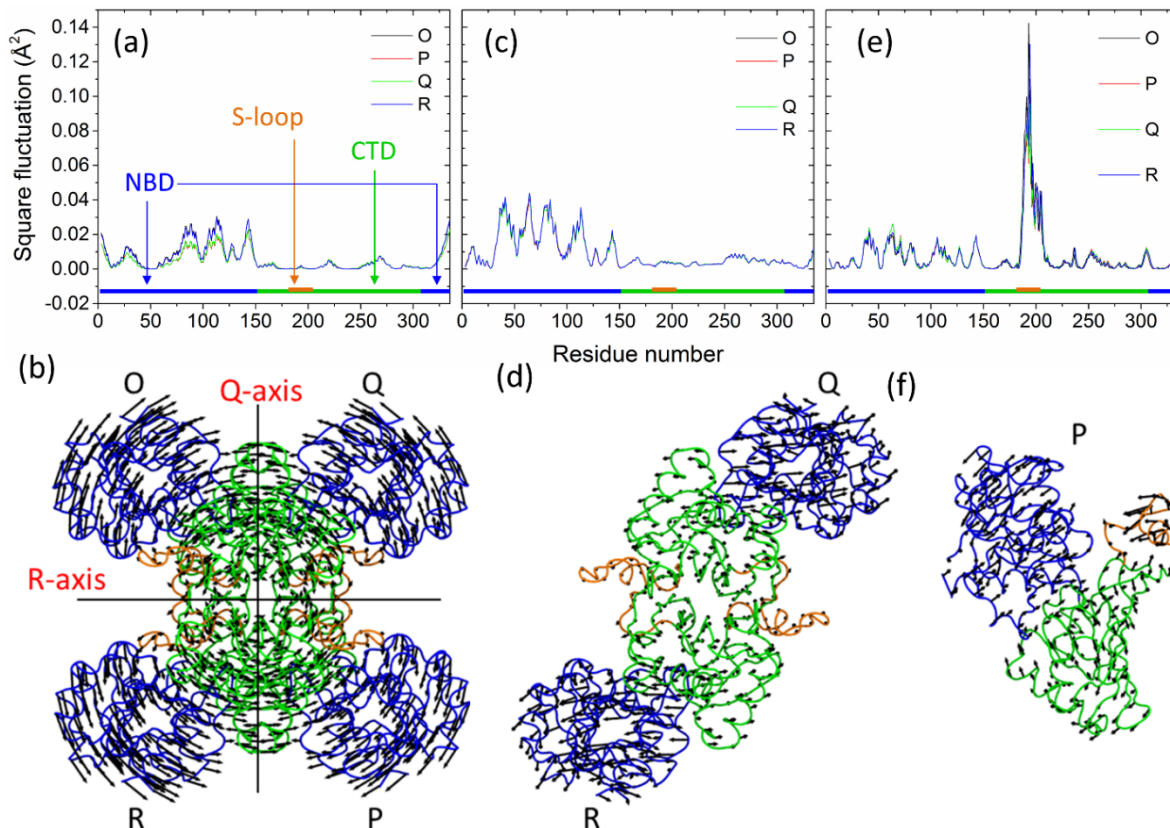 Square fluctuation (Å²)
0.14
0.12
0.10
0.08
0.06
0.04
0.02
0.00
-0.02
(a)
O
P
Q
R
S-loop
CTD
NBD
0 50 100 150 200 250 300
(c)
O
P
Q
R
0 50 100 150 200 250 300
(e)
O
P
Q
R
0 50 100 150 200 250 300
Residue number
(b)
O
Q-axis
Q
R-axis
R
P
(d)
Q
R
(f)
P